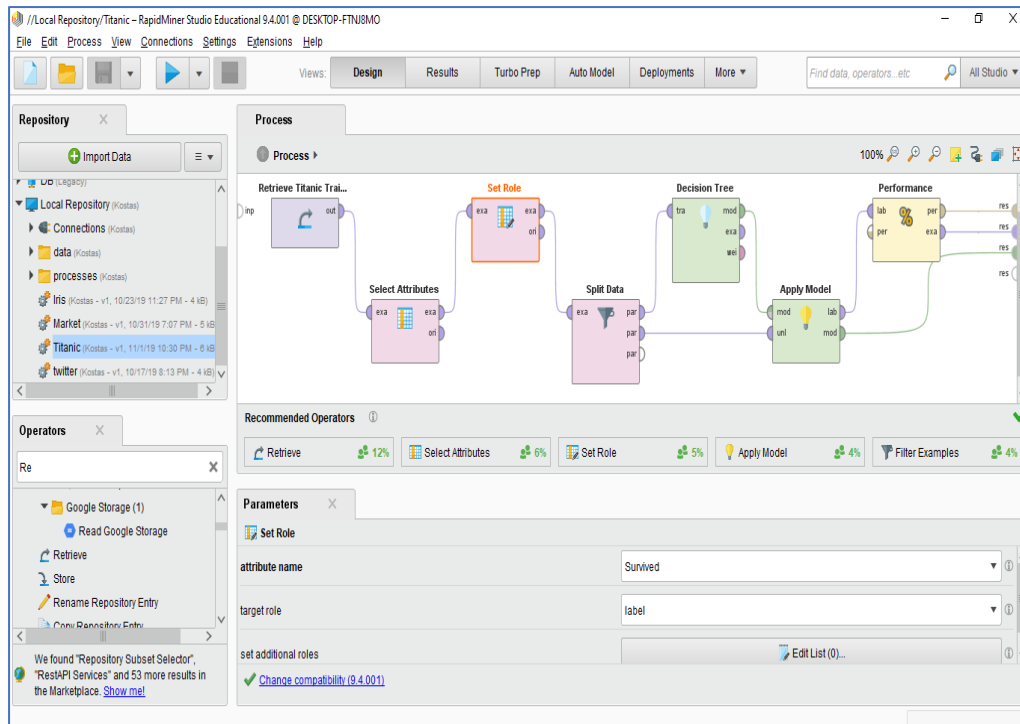 //Local Repository/Titanic – RapidMiner Studio Educational 9.4.001 @ DESKTOP-FTNJ8MO
File Edit Process View Connections Settings Extensions Help
Views: Design Results Turbo Prep Auto Model Deployments More
Find data, operators...etc All Studio
Repository
Import Data
DB (Legacy)
Local Repository (Kostas)
Connections (Kostas)
data (Kostas)
processes (Kostas)
Iris (Kostas - v1, 10/23/19 11:27 PM - 4 kB)
Market (Kostas - v1, 10/31/19 7:07 PM - 5 kB
Titanic (Kostas - v1, 11/1/19 10:30 PM - 6 kB
twitter (Kostas - v1, 10/17/19 8:13 PM - 4 kB)
Operators
Re
Google Storage (1)
Read Google Storage
Retrieve
Store
Rename Repository Entry
Copy Repository Entry
We found "Repository Subset Selector",
"RestAPI Services" and 53 more results in
the Marketplace. Show me!
Process
Process
100%
Retrieve Titanic Trai...
inp out
Set Role
exa exa
ori
Decision Tree
tra mod
exa
wei
Performance
lab per
per exa
res
res
res
res
Select Attributes
exa exa
ori
Split Data
exa par
par
par
Apply Model
mod lab
unl mod
Recommended Operators
Retrieve 12%
Select Attributes 6%
Set Role 5%
Apply Model 4%
Filter Examples 4%
Parameters
Set Role
attribute name Survived
target role label
set additional roles Edit List (0)...
Change compatibility (9.4.001)